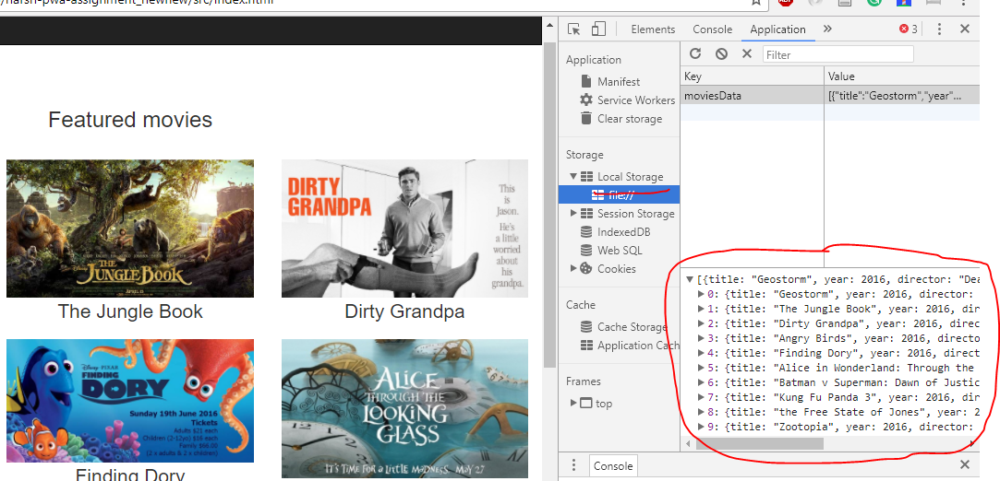 /harsh-pwa-assignment_newnew/src/index.html
Featured movies
THE JUNGLE BOOK
APRIL 15
The Jungle Book
DIRTY
GRANDPA
This
is
Jason.
He's
a little
worried
about
his
grandpa.
Dirty Grandpa
Disney·PIXAR
FINDING
DORY
Sunday 19th June 2016
Tickets
Adults $21 each
Children (2-12yo) $16 each
Family $66.00
(2 x adults & 2 x children)
Finding Dory
ALICE
THROUGH THE
LOOKING
GLASS
IT'S TIME FOR A LITTLE MADNESS MAY 27
Elements Console Application » 3
Application
Manifest
Service Workers
Clear storage
Storage
Local Storage
file://
Session Storage
IndexedDB
Web SQL
Cookies
Cache
Cache Storage
Application Cach
Frames
top
Filter
Key Value
moviesData [{"title":"Geostorm","year"...
[{title: "Geostorm", year: 2016, director: "Dea
0: {title: "Geostorm", year: 2016, director:
1: {title: "The Jungle Book", year: 2016, dir
2: {title: "Dirty Grandpa", year: 2016, direc
3: {title: "Angry Birds", year: 2016, directo
4: {title: "Finding Dory", year: 2016, direct
5: {title: "Alice in Wonderland: Through the
6: {title: "Batman v Superman: Dawn of Justic
7: {title: "Kung Fu Panda 3", year: 2016, dir
8: {title: "the Free State of Jones", year: 2
9: {title: "Zootopia", year: 2016, director:
Console